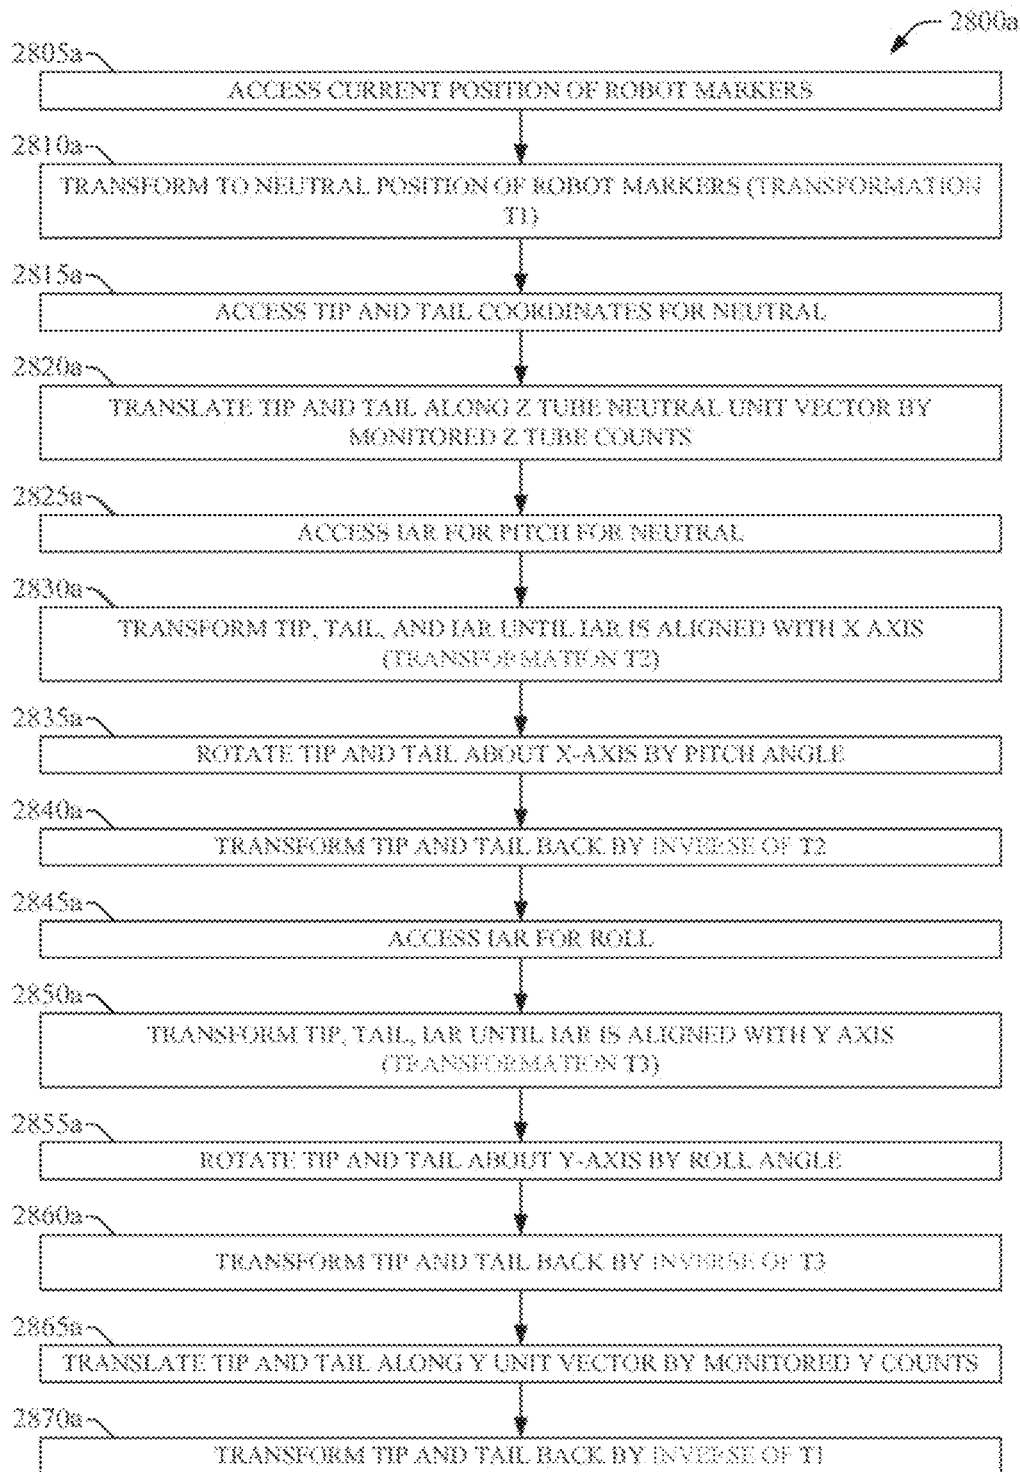 2800a
2805a
ACCESS CURRENT POSITION OF ROBOT MARKERS
2810a
TRANSFORM TO NEUTRAL POSITION OF ROBOT MARKERS (TRANSFORMATION
T1)
2815a
ACCESS TIP AND TAIL COORDINATES FOR NEUTRAL
2820a
TRANSLATE TIP AND TAIL ALONG Z TUBE NEUTRAL UNIT VECTOR BY
MONITORED Z TUBE COUNTS
2825a
ACCESS IAR FOR PITCH FOR NEUTRAL
2830a
TRANSFORM TIP, TAIL, AND IAR UNTIL IAR IS ALIGNED WITH X AXIS
(TRANSFORMATION T2)
2835a
ROTATE TIP AND TAIL ABOUT X-AXIS BY PITCH ANGLE
2840a
TRANSFORM TIP AND TAIL BACK BY INVERSE OF T2
2845a
ACCESS IAR FOR ROLL
2850a
TRANSFORM TIP, TAIL, IAR UNTIL IAR IS ALIGNED WITH Y AXIS
(TRANSFORMATION T3)
2855a
ROTATE TIP AND TAIL ABOUT Y-AXIS BY ROLL ANGLE
2860a
TRANSFORM TIP AND TAIL BACK BY INVERSE OF T3
2865a
TRANSLATE TIP AND TAIL ALONG Y UNIT VECTOR BY MONITORED Y COUNTS
2870a
TRANSFORM TIP AND TAIL BACK BY INVERSE OF T1